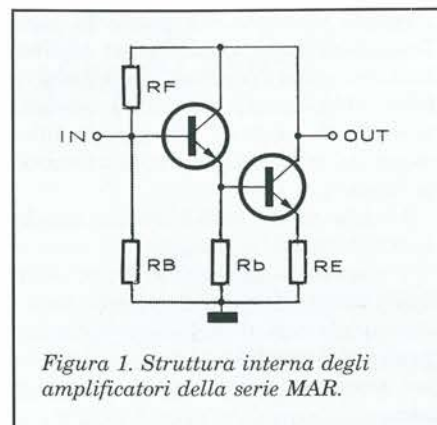 RF
IN
OUT
RB
Rb
RE
Figura 1. Struttura interna degli
amplificatori della serie MAR.